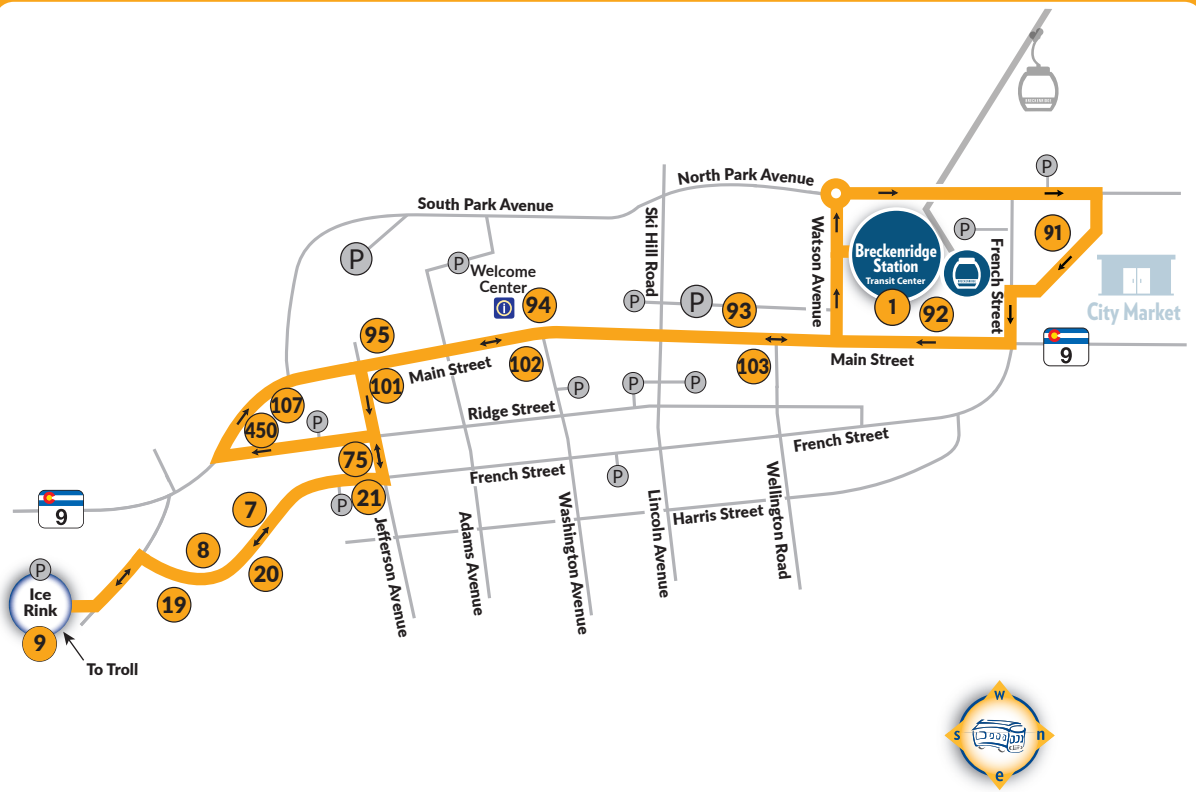 P
North Park Avenue
South Park Avenue
Ski Hill Road
Watson Avenue
Breckenridge
Station
Transit Center
1
92
P
French Street
91
City Market
9
P
P
Welcome
Center
i
94
P
P
93
95
Main Street
102
103
Main Street
101
107
450
P
Ridge Street
P
P
P
75
French Street
French Street
P
21
P
7
9
8
20
19
Harris Street
Jefferson Avenue
Adams Avenue
Washington Avenue
Lincoln Avenue
Wellington Road
P
Ice
Rink
9
To Troll
w
s
n
e